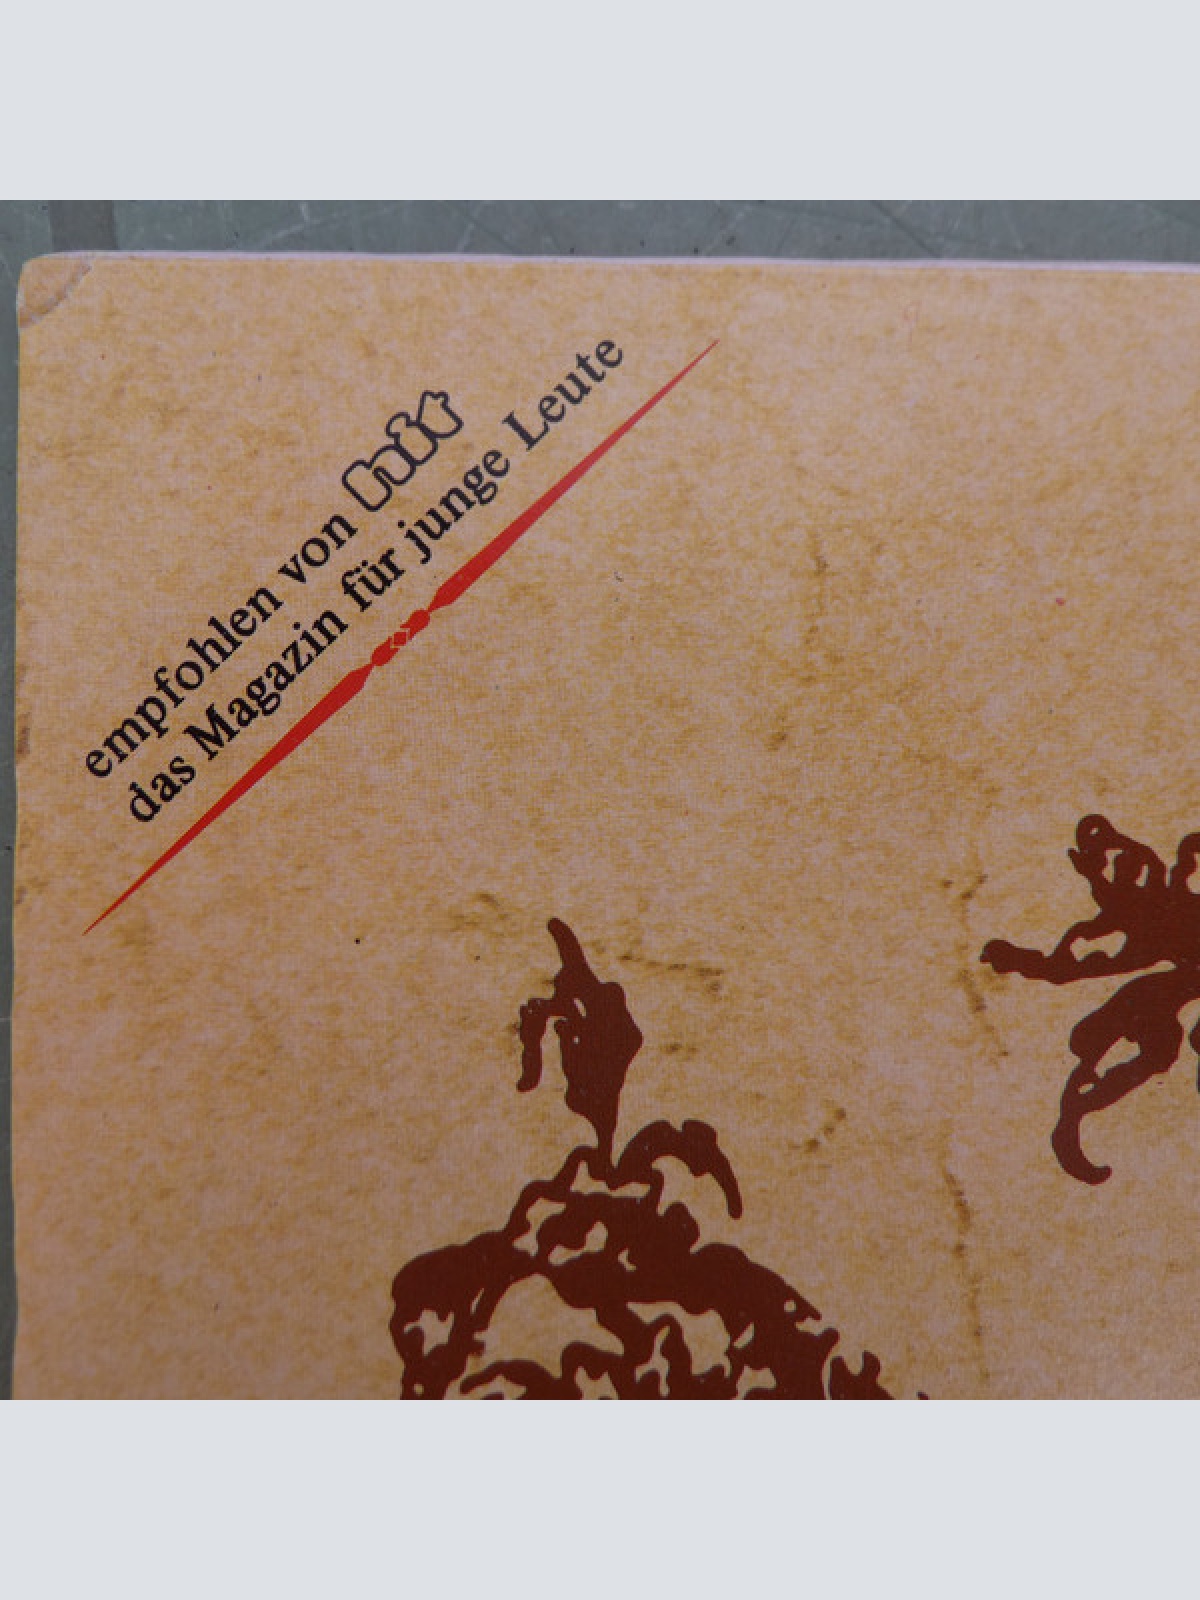 empfohlen von hit
das Magazin für junge Leute